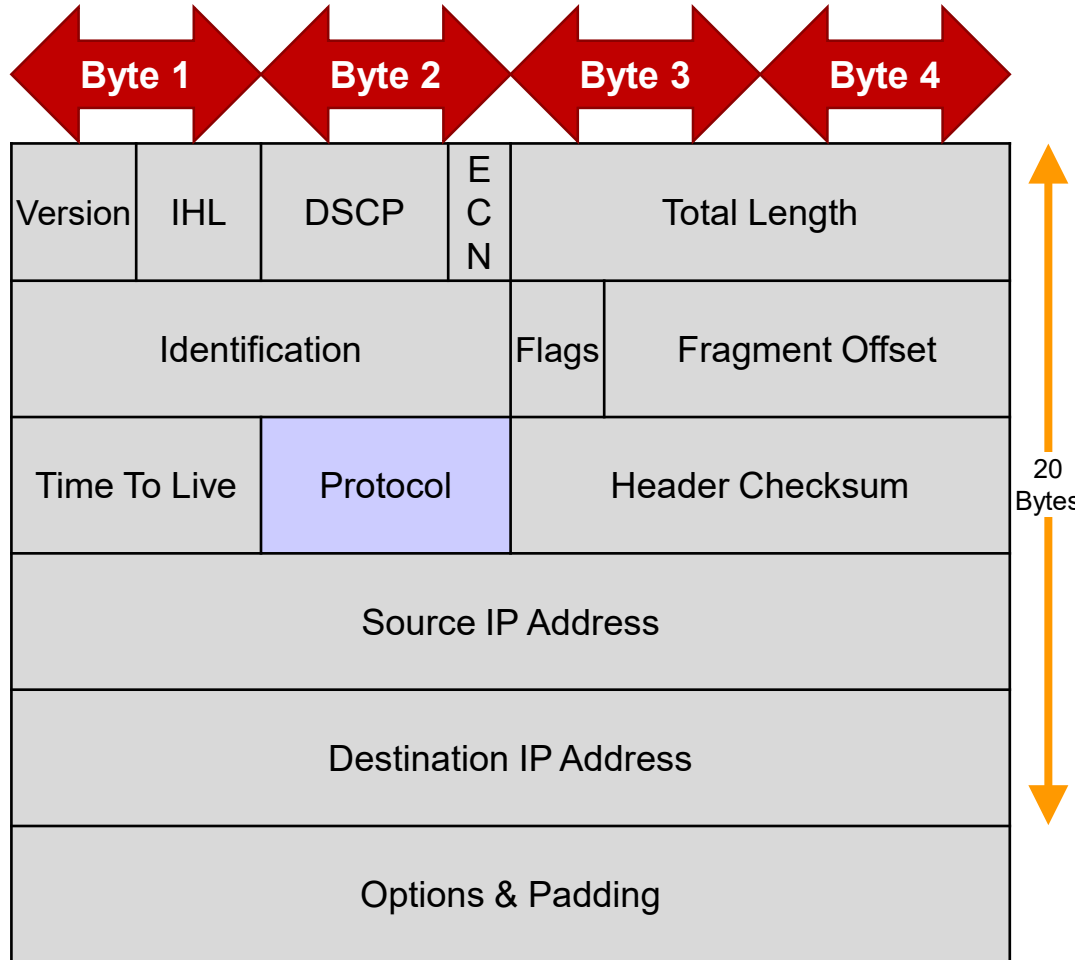 Byte 1 Byte 2 Byte 3 Byte 4
Version IHL DSCP E C N Total Length
Identification Flags Fragment Offset
Time To Live Protocol Header Checksum
20
Bytes
Source IP Address
Destination IP Address
Options & Padding